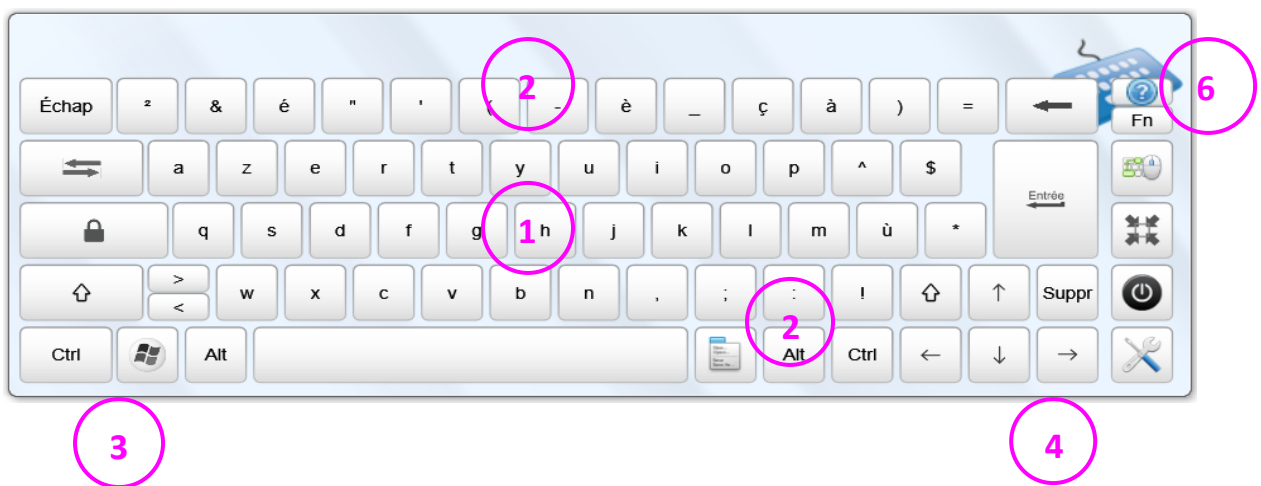 2
6
Échap ² & é " ' ( - è _ ç à ) = Fn
a z e r t y u i o p ^ $
Entrée
1
q s d f g h j k l m ù *
>
<
w x c v b n , ; : ! Suppr
2
Ctrl Alt Alt Ctrl
3
4